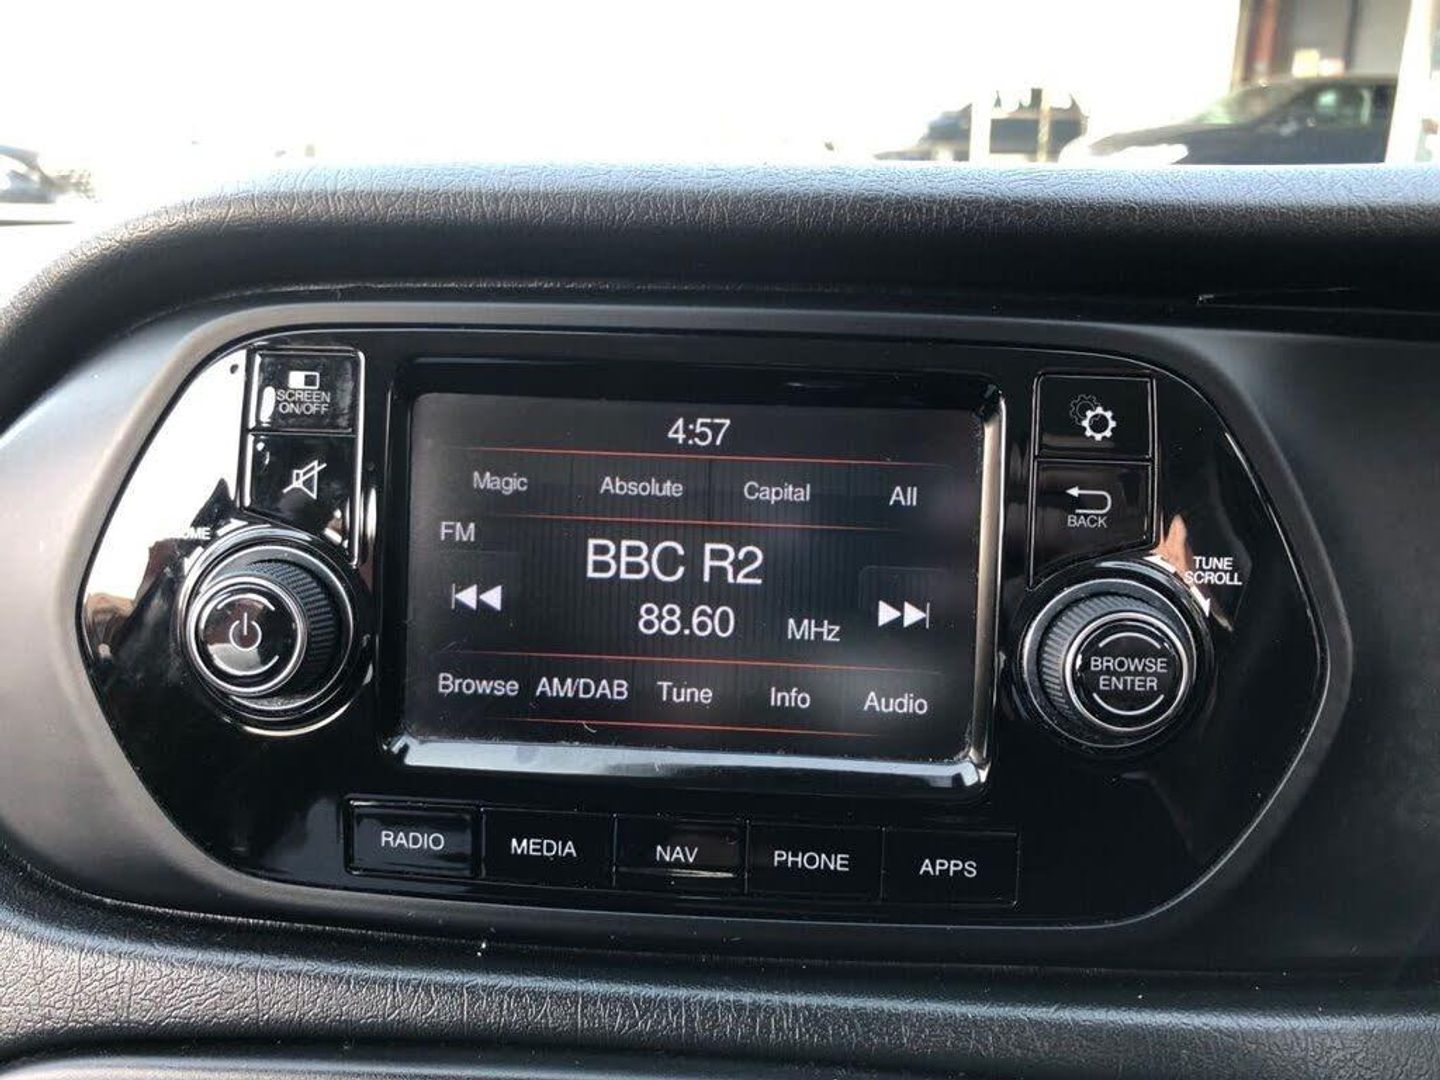 SCREEN
ON/OFF
4:57
Magic Absolute Capital All
FM
BBC R2
88.60 MHz
Browse AM/DAB Tune Info Audio
BACK
TUNE
SCROLL
BROWSE
ENTER
RADIO MEDIA NAV PHONE APPS